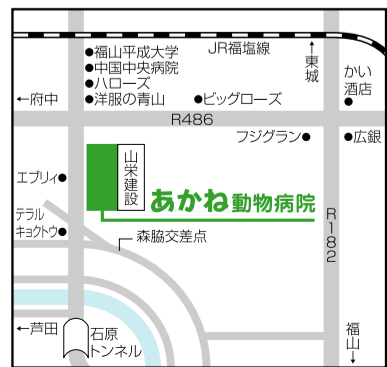 JR福塩線
●福山平成大学
●中国中央病院
●ハローズ
●洋服の青山
●ビッグローズ
↑東城
かい
酒店
●
←府中
R486
フジグラン●
●広銀
エブリィ●
山栄建設
あかね動物病院
テラル
キョクトウ●
森脇交差点
R182
←芦田
石原
トンネル
福山↓